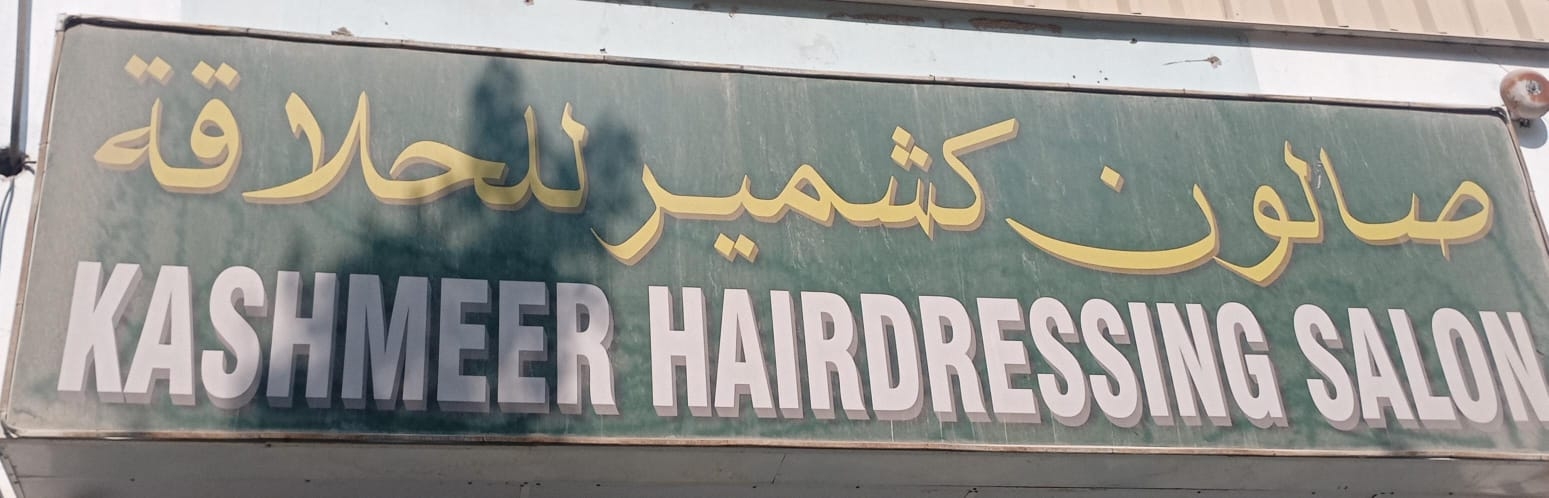 صالون كشمير للحلاقة
KASHMEER HAIRDRESSING SALON